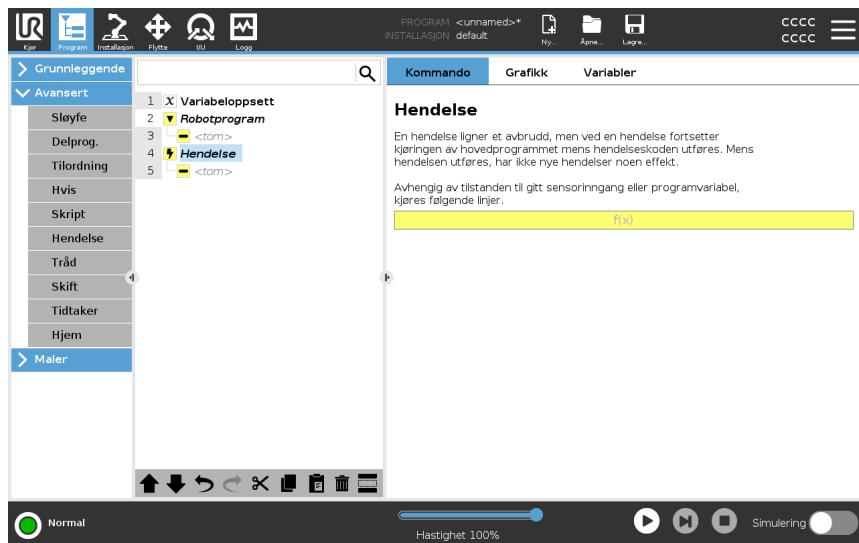 PROGRAM <unnamed>*
INSTALLASJON default
CCCC
CCCC
Kjør
Program
Installasjon
Flytte
I/U
Logg
Ny...
Åpne...
Lagre...
Grunnleggende
Avansert
Sløyfe
Delprog.
Tilordning
Hvis
Skript
Hendelse
Tråd
Skift
Tidtaker
Hjem
Maler
1 X Variabeloppsett
2 Robotprogram
3 <tom>
4 Hendelse
5 <tom>
Kommando
Grafikk
Variabler
Hendelse
En hendelse ligner et avbrudd, men ved en hendelse fortsetter
kjøringen av hovedprogrammet mens hendelseskoden utføres. Mens
hendelsen utføres, har ikke nye hendelser noen effekt.
Avhengig av tilstanden til gitt sensorinngang eller programvariabel,
kjøres følgende linjer.
f(x)
Normal
Hastighet 100%
Simulering